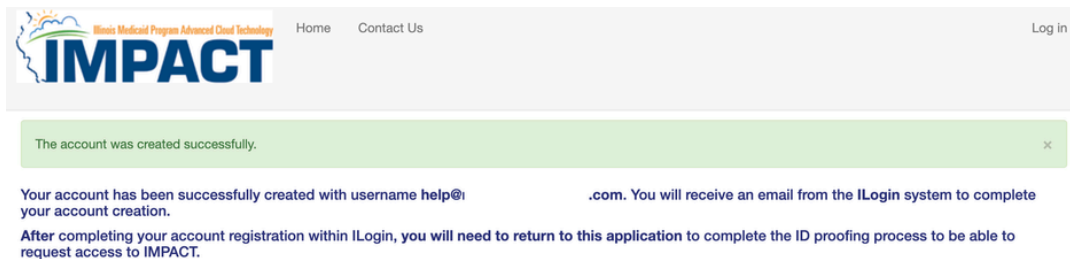 Illinois Medicaid Program Advanced Cloud Technology
IMPACT
Home Contact Us Log in
The account was created successfully. ×
Your account has been successfully created with username help@ .com. You will receive an email from the ILogin system to complete
your account creation.
After completing your account registration within ILogin, you will need to return to this application to complete the ID proofing process to be able to
request access to IMPACT.